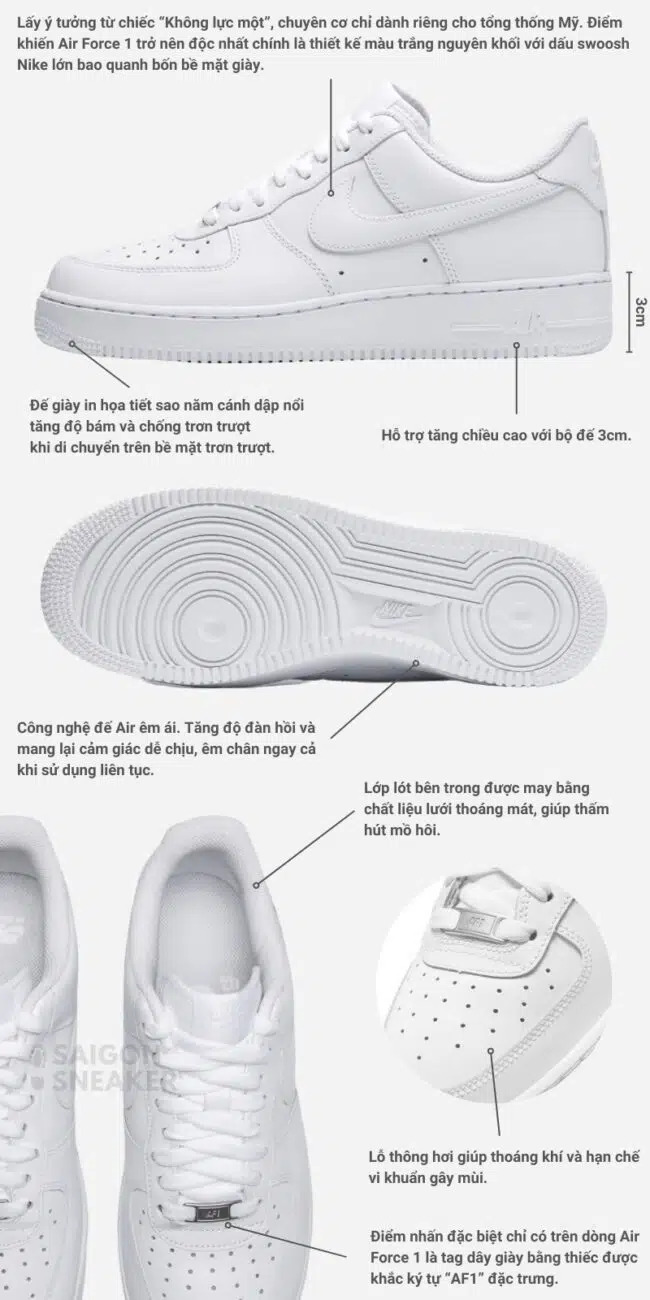 Lấy ý tưởng từ chiếc “Không lực một”, chuyên cơ chỉ dành riêng cho tổng thống Mỹ. Điểm
khiến Air Force 1 trở nên độc nhất chính là thiết kế màu trắng nguyên khối với dấu swoosh
Nike lớn bao quanh bốn bề mặt giày.
3cm
Đế giày in họa tiết sao năm cánh dập nổi
tăng độ bám và chống trơn trượt
khi di chuyển trên bề mặt trơn trượt.
Hỗ trợ tăng chiều cao với bộ đế 3cm.
NIKE
Công nghệ đế Air êm ái. Tăng độ đàn hồi và
mang lại cảm giác dễ chịu, êm chân ngay cả
khi sử dụng liên tục.
Lớp lót bên trong được may bằng
chất liệu lưới thoáng mát, giúp thấm
hút mồ hôi.
AF1
SAIGON
SNEAKER
Lỗ thông hơi giúp thoáng khí và hạn chế
vi khuẩn gây mùi.
AF1
Điểm nhấn đặc biệt chỉ có trên dòng Air
Force 1 là tag dây giày bằng thiếc được
khắc ký tự “AF1” đặc trưng.